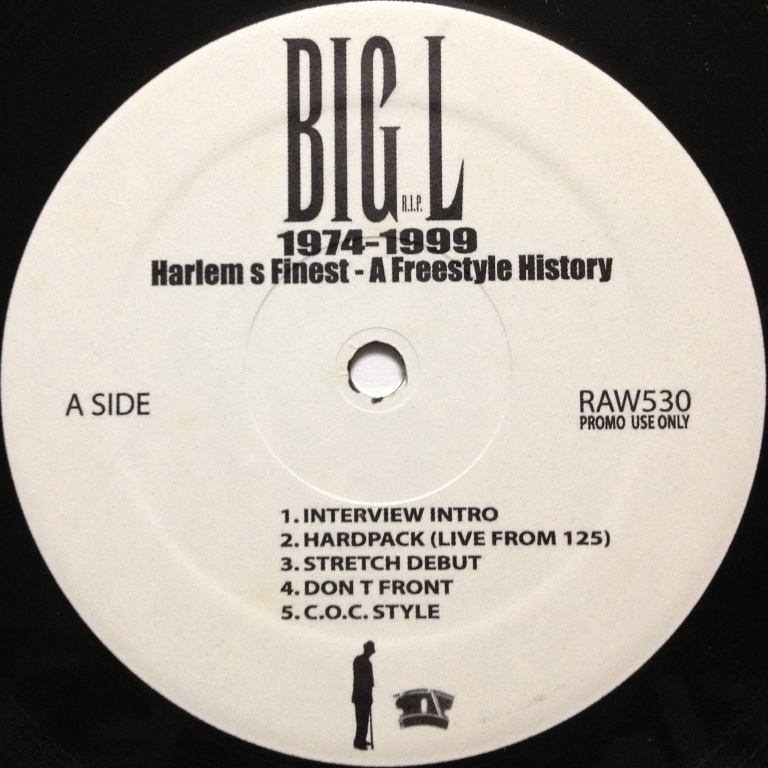 BIG L
R.I.P.
1974-1999
Harlem s Finest - A Freestyle History
A SIDE
RAW530
PROMO USE ONLY
1. INTERVIEW INTRO
2. HARDPACK (LIVE FROM 125)
3. STRETCH DEBUT
4. DON T FRONT
5. C.O.C. STYLE